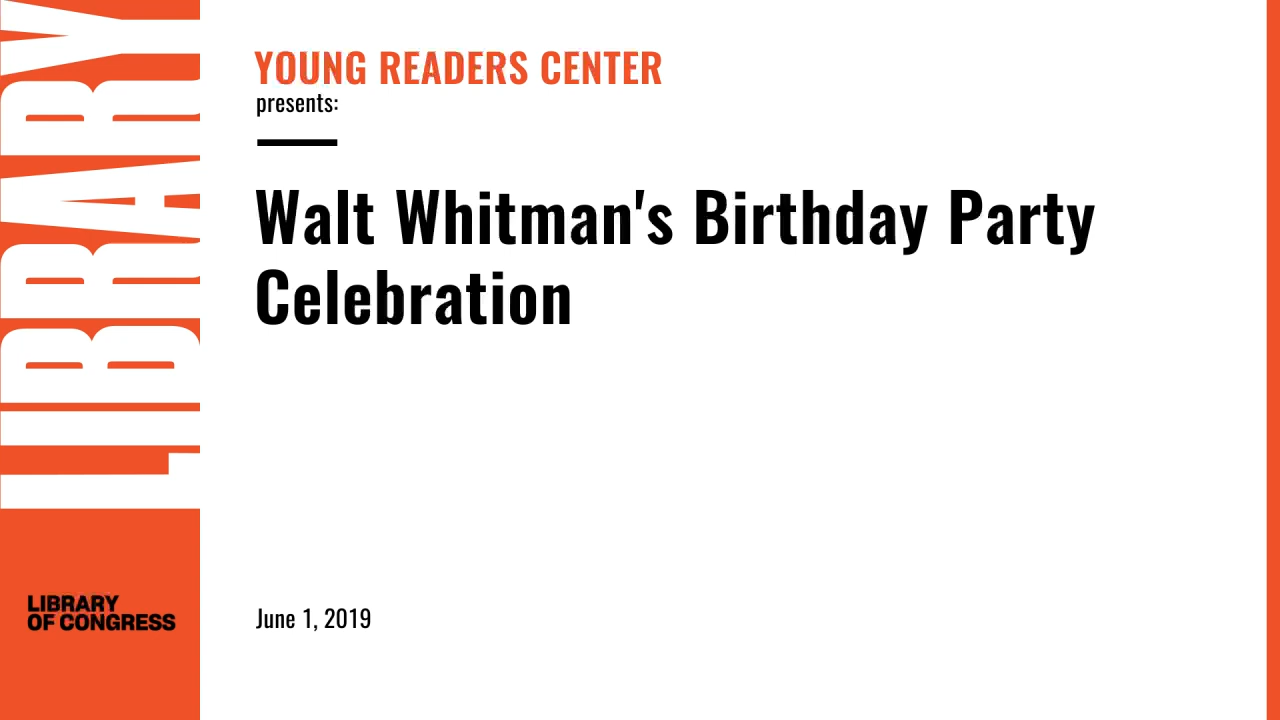 LIBRARY
YOUNG READERS CENTER
presents:
Walt Whitman's Birthday Party
Celebration
June 1, 2019
LIBRARY
OF CONGRESS